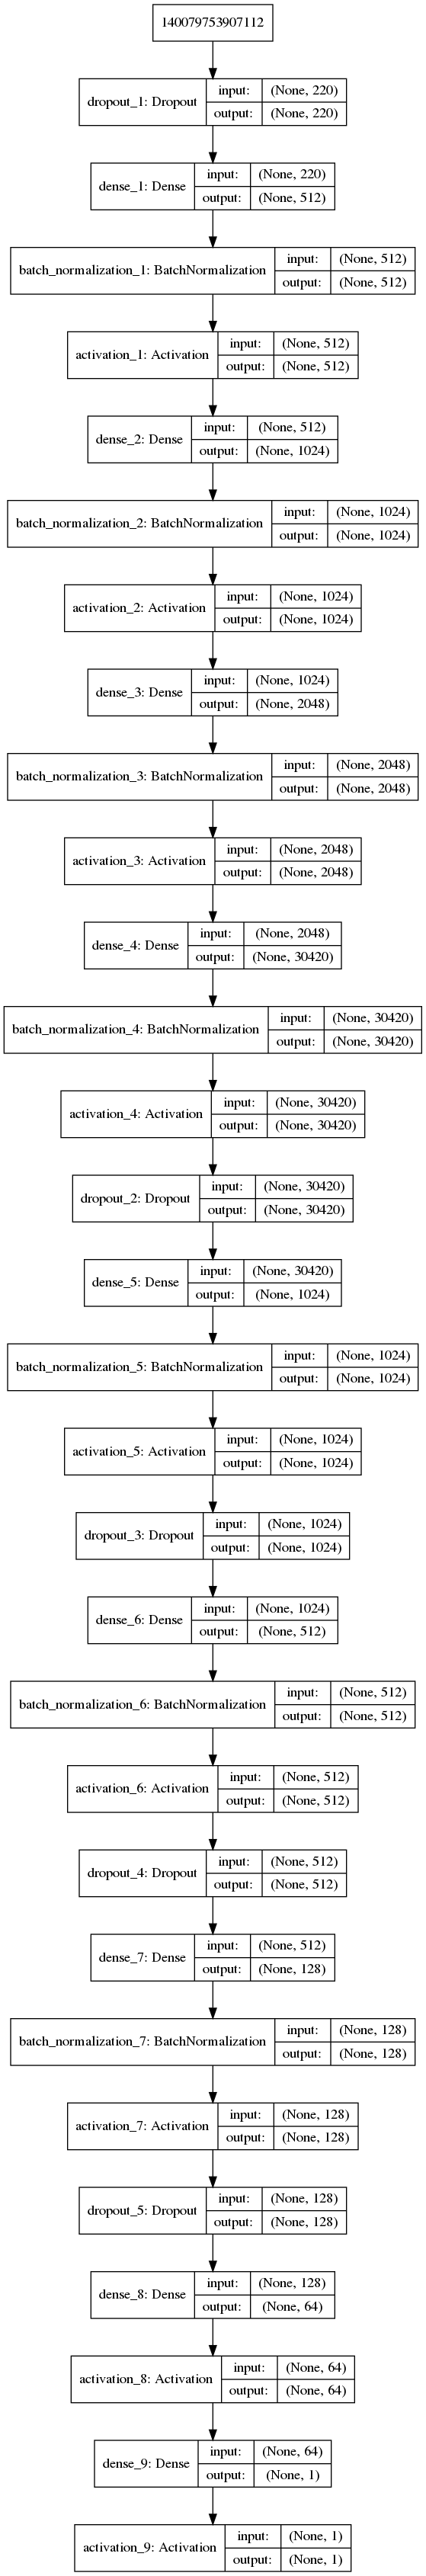 140079753907112
dropout_1: Dropout
input: (None, 220)
output: (None, 220)
dense_1: Dense
input: (None, 220)
output: (None, 512)
batch_normalization_1: BatchNormalization
input: (None, 512)
output: (None, 512)
activation_1: Activation
input: (None, 512)
output: (None, 512)
dense_2: Dense
input: (None, 512)
output: (None, 1024)
batch_normalization_2: BatchNormalization
input: (None, 1024)
output: (None, 1024)
activation_2: Activation
input: (None, 1024)
output: (None, 1024)
dense_3: Dense
input: (None, 1024)
output: (None, 2048)
batch_normalization_3: BatchNormalization
input: (None, 2048)
output: (None, 2048)
activation_3: Activation
input: (None, 2048)
output: (None, 2048)
dense_4: Dense
input: (None, 2048)
output: (None, 30420)
batch_normalization_4: BatchNormalization
input: (None, 30420)
output: (None, 30420)
activation_4: Activation
input: (None, 30420)
output: (None, 30420)
dropout_2: Dropout
input: (None, 30420)
output: (None, 30420)
dense_5: Dense
input: (None, 30420)
output: (None, 1024)
batch_normalization_5: BatchNormalization
input: (None, 1024)
output: (None, 1024)
activation_5: Activation
input: (None, 1024)
output: (None, 1024)
dropout_3: Dropout
input: (None, 1024)
output: (None, 1024)
dense_6: Dense
input: (None, 1024)
output: (None, 512)
batch_normalization_6: BatchNormalization
input: (None, 512)
output: (None, 512)
activation_6: Activation
input: (None, 512)
output: (None, 512)
dropout_4: Dropout
input: (None, 512)
output: (None, 512)
dense_7: Dense
input: (None, 512)
output: (None, 128)
batch_normalization_7: BatchNormalization
input: (None, 128)
output: (None, 128)
activation_7: Activation
input: (None, 128)
output: (None, 128)
dropout_5: Dropout
input: (None, 128)
output: (None, 128)
dense_8: Dense
input: (None, 128)
output: (None, 64)
activation_8: Activation
input: (None, 64)
output: (None, 64)
dense_9: Dense
input: (None, 64)
output: (None, 1)
activation_9: Activation
input: (None, 1)
output: (None, 1)